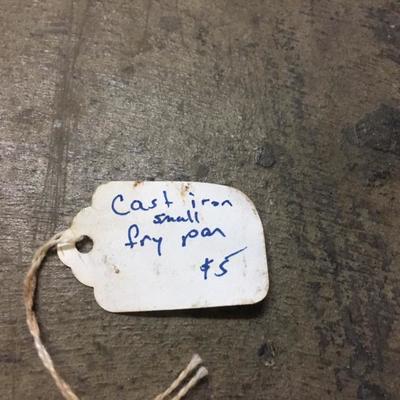 Cast iron
small
fry pan
$5